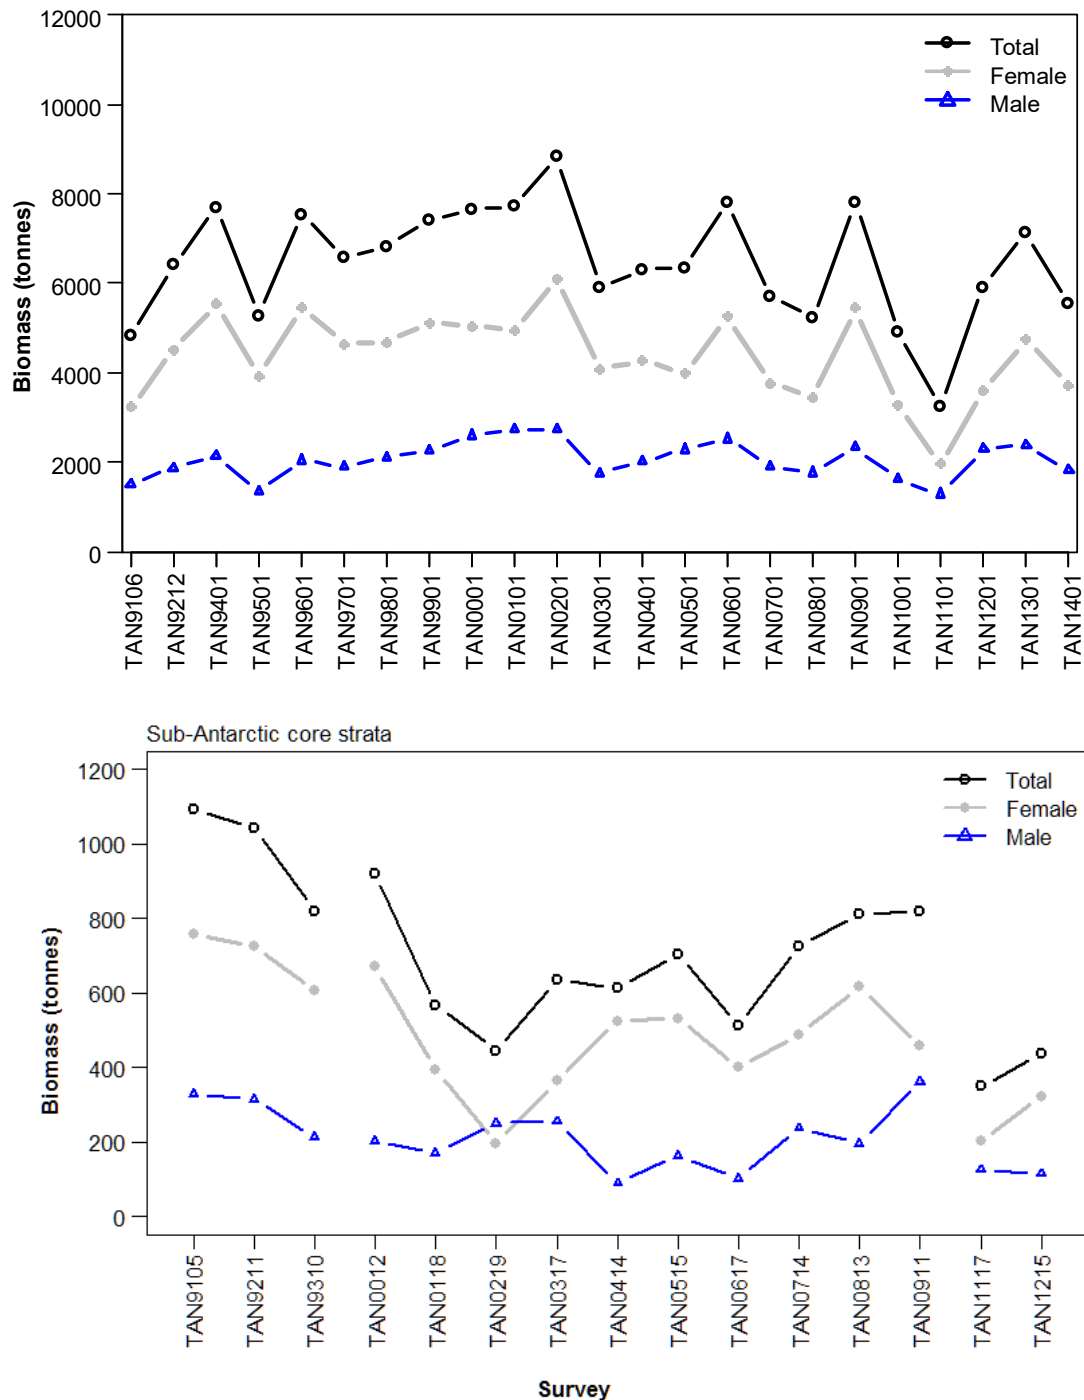 12000
10000
8000
6000
4000
2000
0
Biomass (tonnes)
Total
Female
Male
TAN9106
TAN9212
TAN9401
TAN9501
TAN9601
TAN9701
TAN9801
TAN9901
TAN0001
TAN0101
TAN0201
TAN0301
TAN0401
TAN0501
TAN0601
TAN0701
TAN0801
TAN0901
TAN1001
TAN1101
TAN1201
TAN1301
TAN1401
Sub-Antarctic core strata
1200
1000
800
600
400
200
0
Biomass (tonnes)
Total
Female
Male
TAN9105
TAN9211
TAN9310
TAN0012
TAN0118
TAN0219
TAN0317
TAN0414
TAN0515
TAN0617
TAN0714
TAN0813
TAN0911
TAN1117
TAN1215
Survey